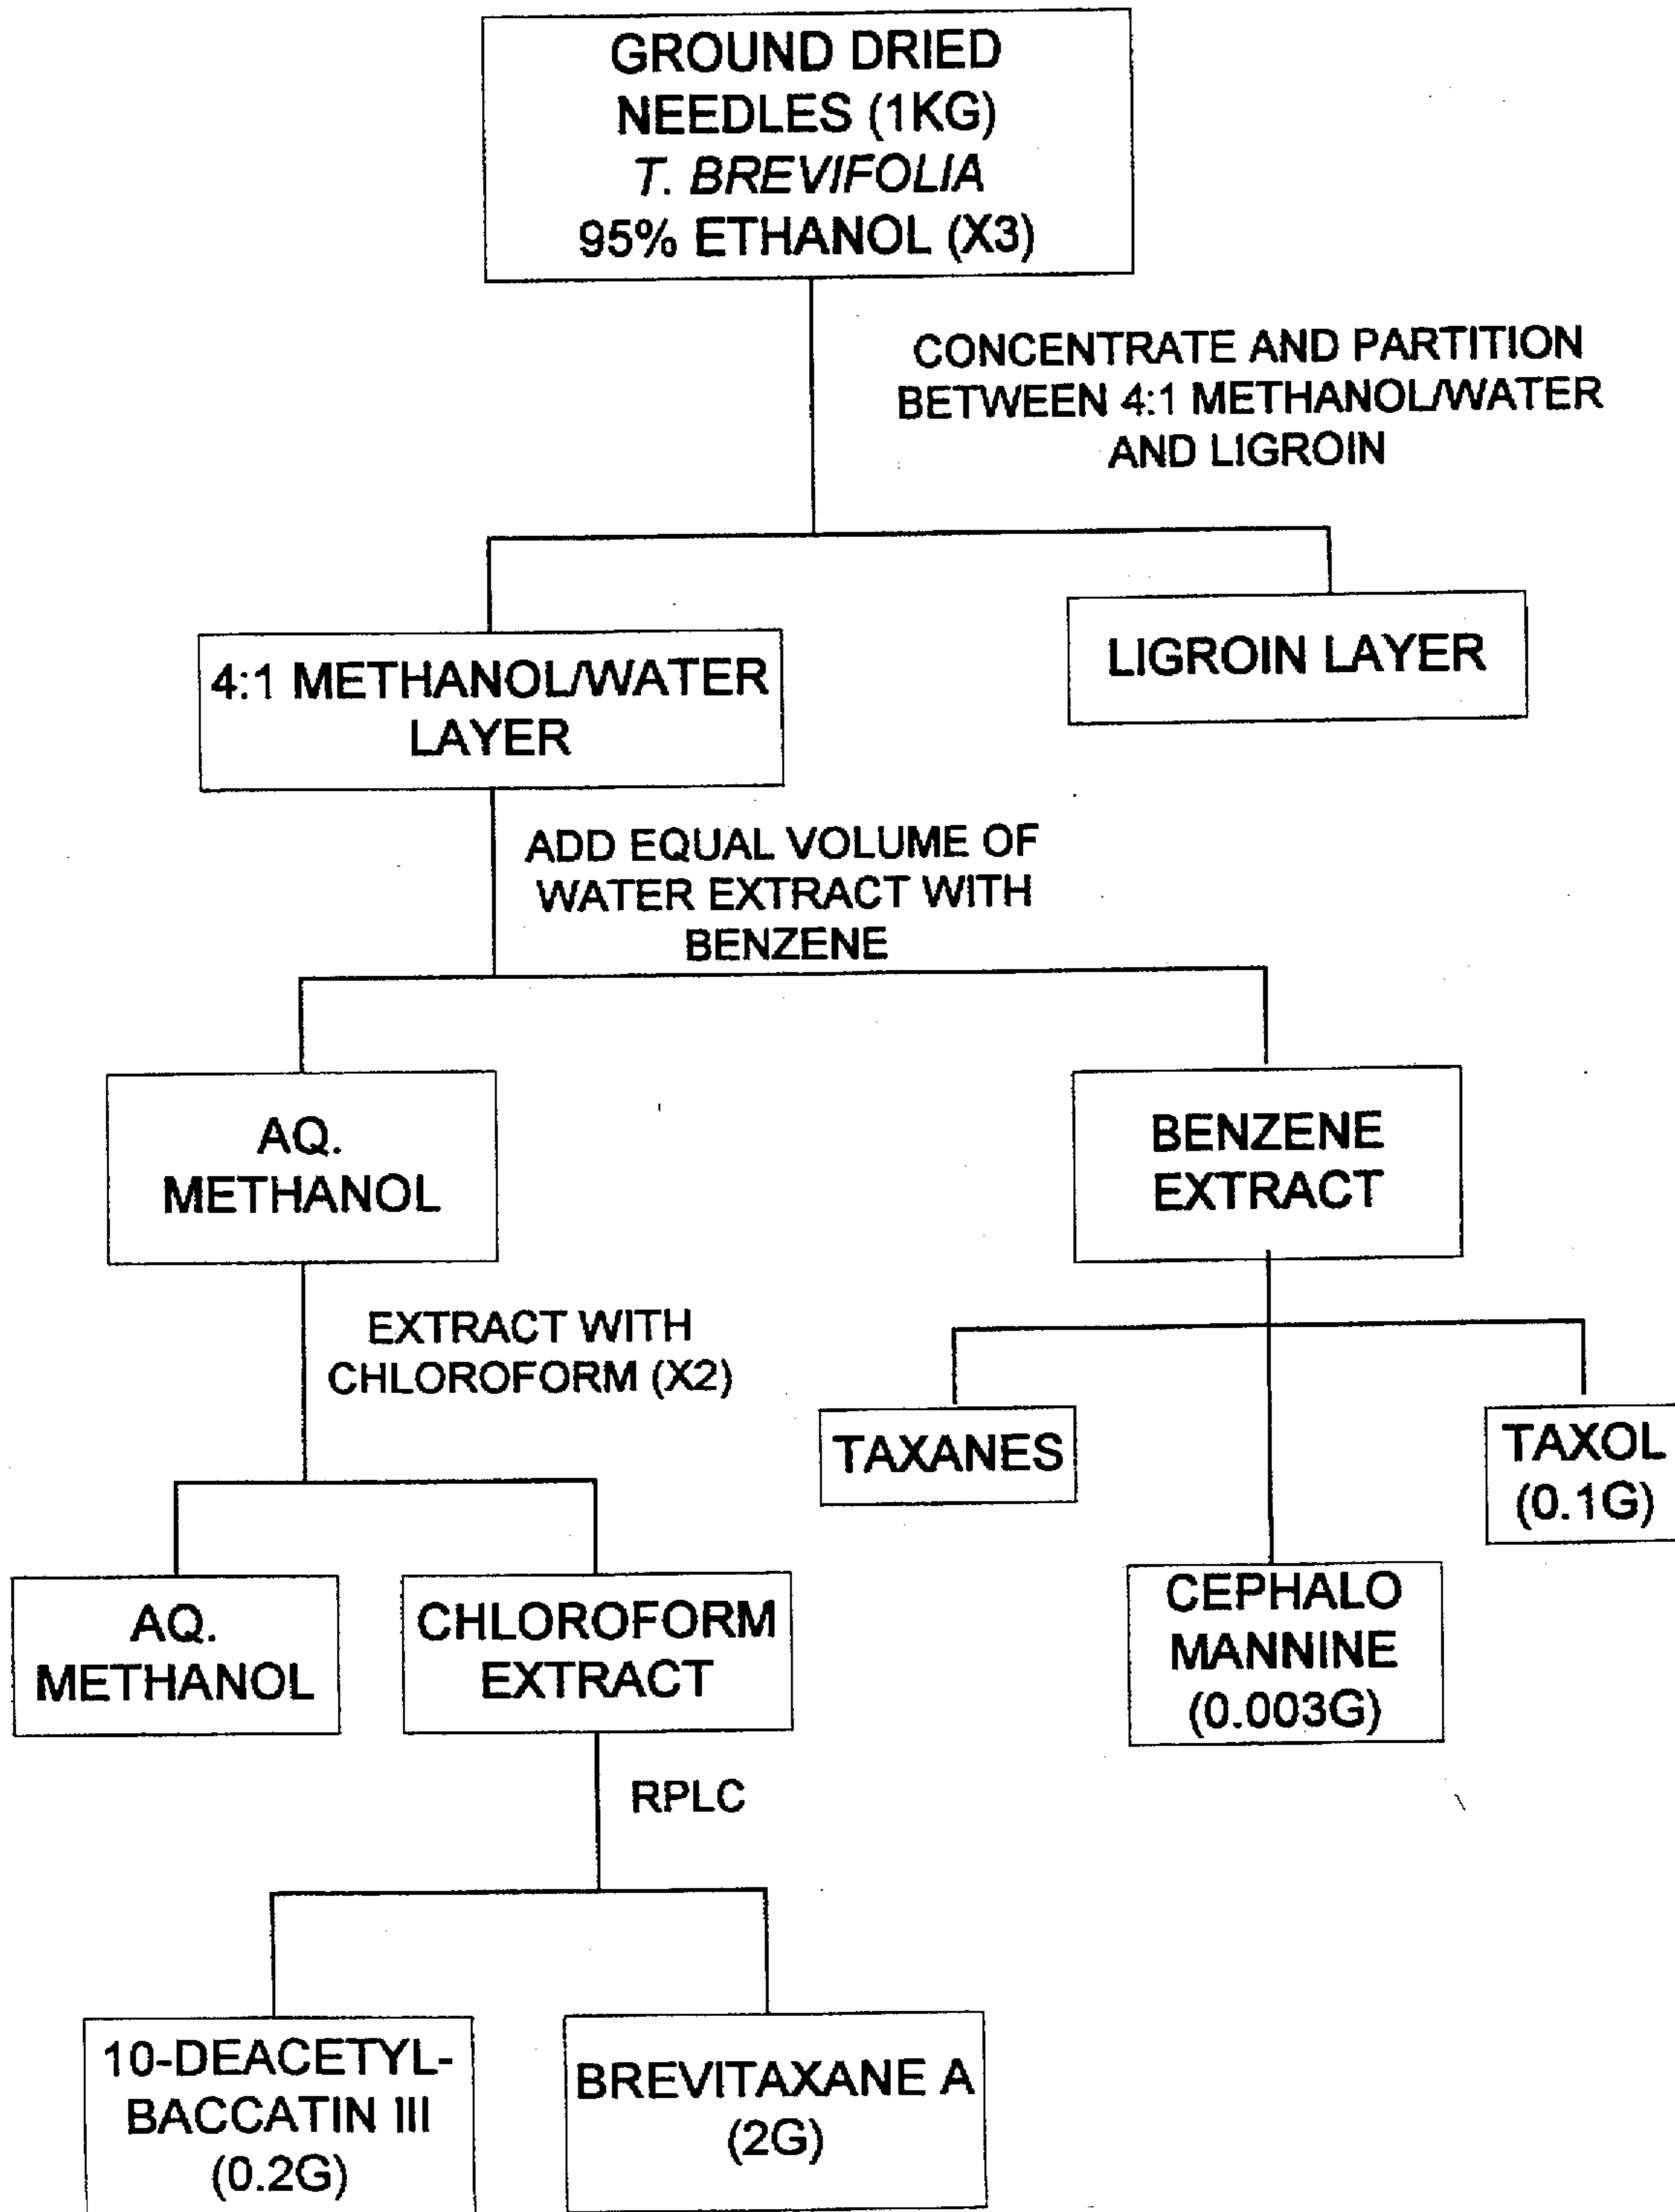 GROUND DRIED
NEEDLES (1KG)
T. BREVIFOLIA
95% ETHANOL (X3)
CONCENTRATE AND PARTITION
BETWEEN 4:1 METHANOL/WATER
AND LIGROIN
4:1 METHANOL/WATER
LAYER
LIGROIN LAYER
ADD EQUAL VOLUME OF
WATER EXTRACT WITH
BENZENE
AQ.
METHANOL
BENZENE
EXTRACT
EXTRACT WITH
CHLOROFORM (X2)
TAXANES
TAXOL
(0.1G)
CEPHALO
MANNINE
(0.003G)
AQ.
METHANOL
CHLOROFORM
EXTRACT
RPLC
10-DEACETYL-
BACCATIN III
(0.2G)
BREVITAXANE A
(2G)